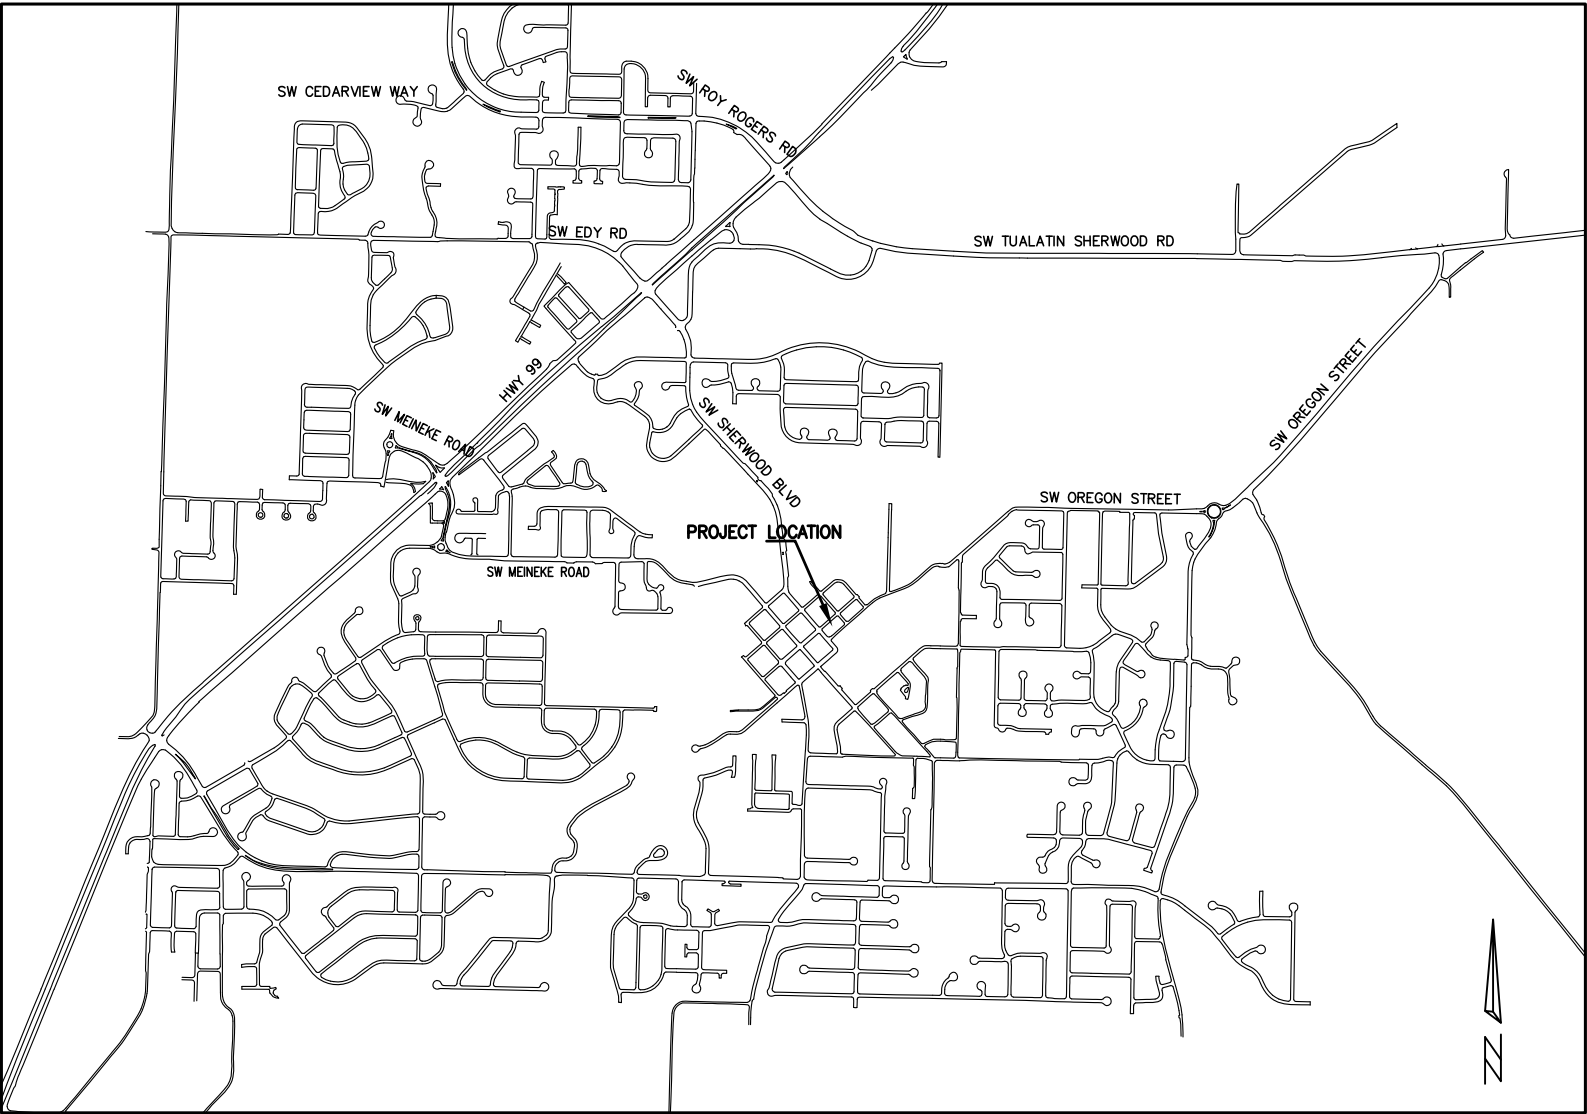 SW CEDARVIEW WAY
SW ROY ROGERS RD
SW EDY RD
SW TUALATIN SHERWOOD RD
HWY 99
SW OREGON STREET
SW MEINEKE ROAD
SW SHERWOOD BLVD
SW OREGON STREET
PROJECT LOCATION
SW MEINEKE ROAD
N